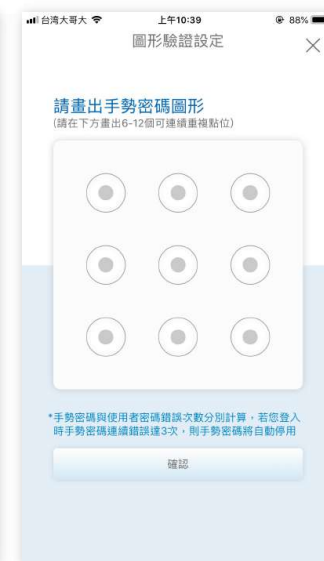 台湾大哥大 上午10:39 88%
圖形驗證設定
請畫出手勢密碼圖形
(請在下方畫出6-12個可連續重複點位)
*手勢密碼與使用者密碼錯誤次數分別計算，若您登入
時手勢密碼連續錯誤達3次，則手勢密碼將自動停用
確認